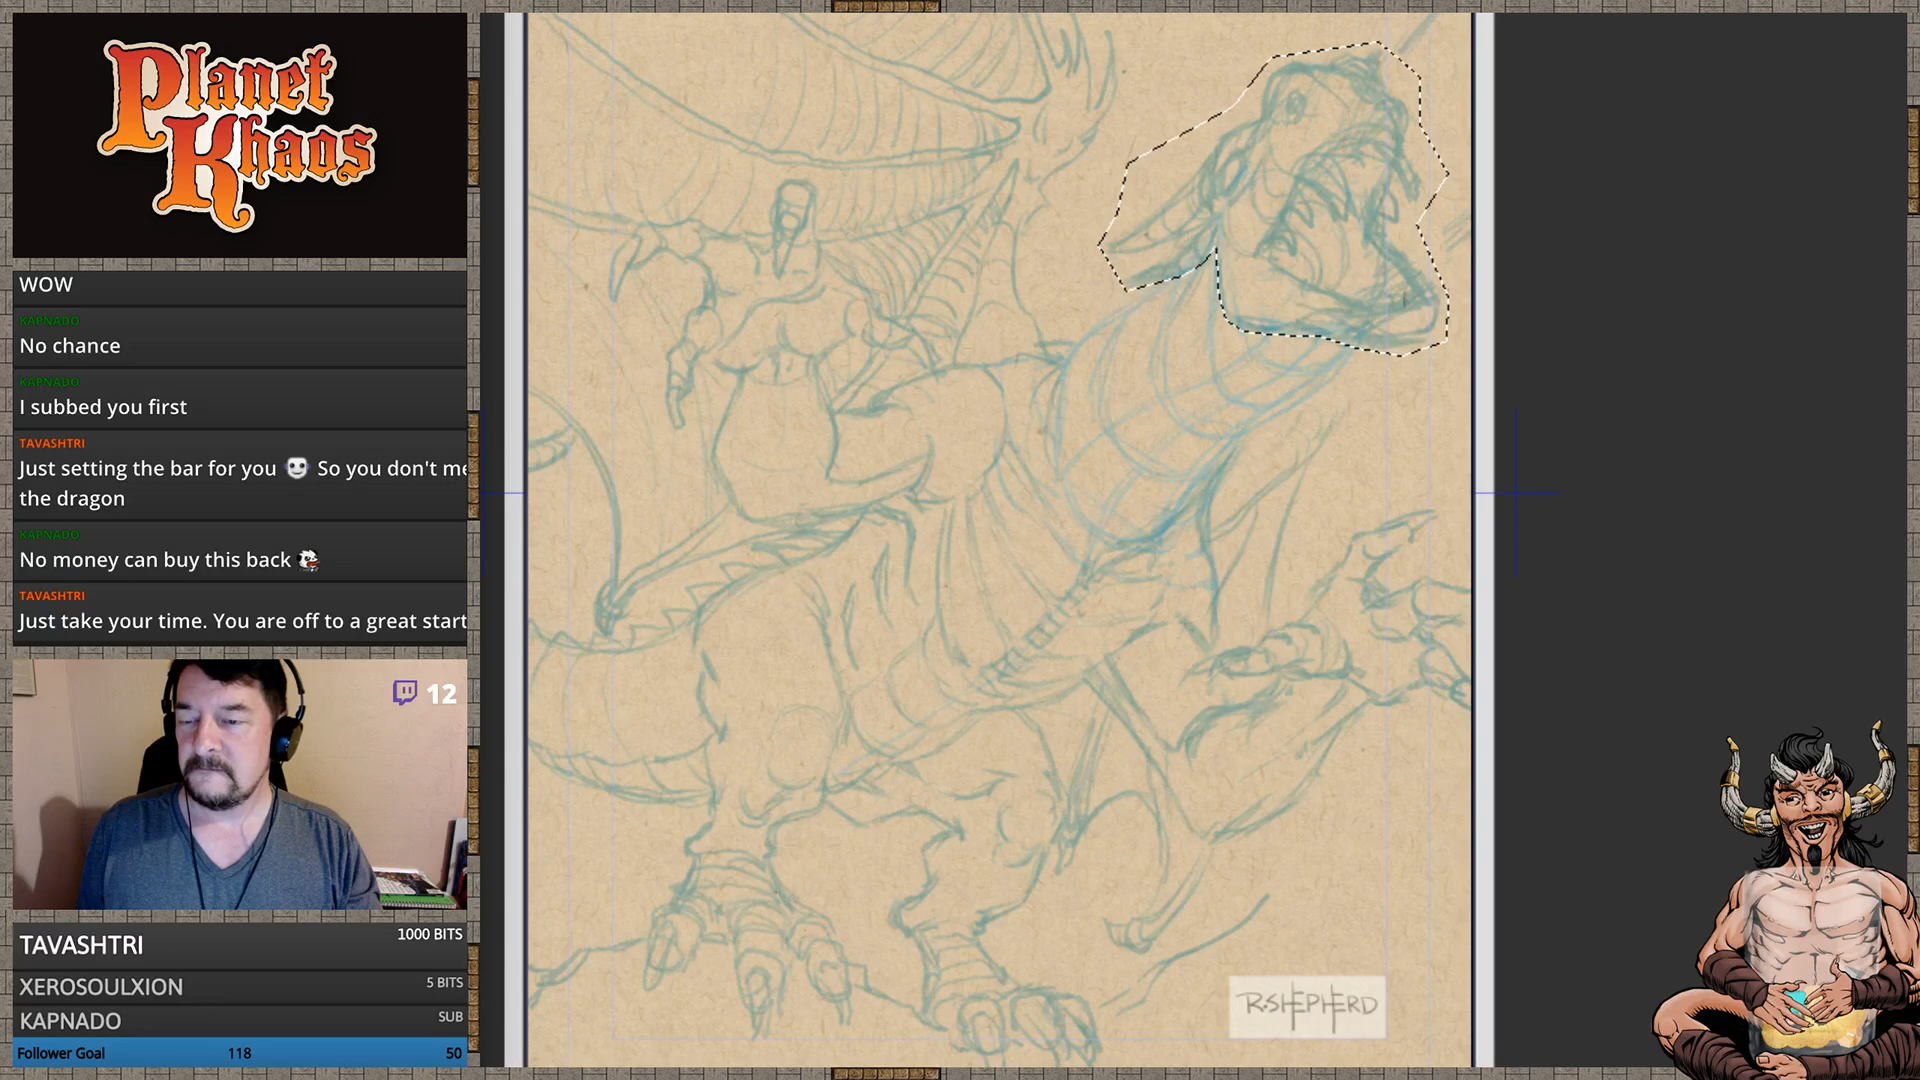 Planet
Khaos
WOW
KAPNADO
No chance
KAPNADO
I subbed you first
TAVASHTRI
Just setting the bar for you So you don't me
the dragon
KAPNADO
No money can buy this back
TAVASHTRI
Just take your time. You are off to a great start
12
TAVASHTRI 1000 BITS
XEROSOULXION 5 BITS
KAPNADO SUB
Follower Goal 118 50
R.SHEPHERD